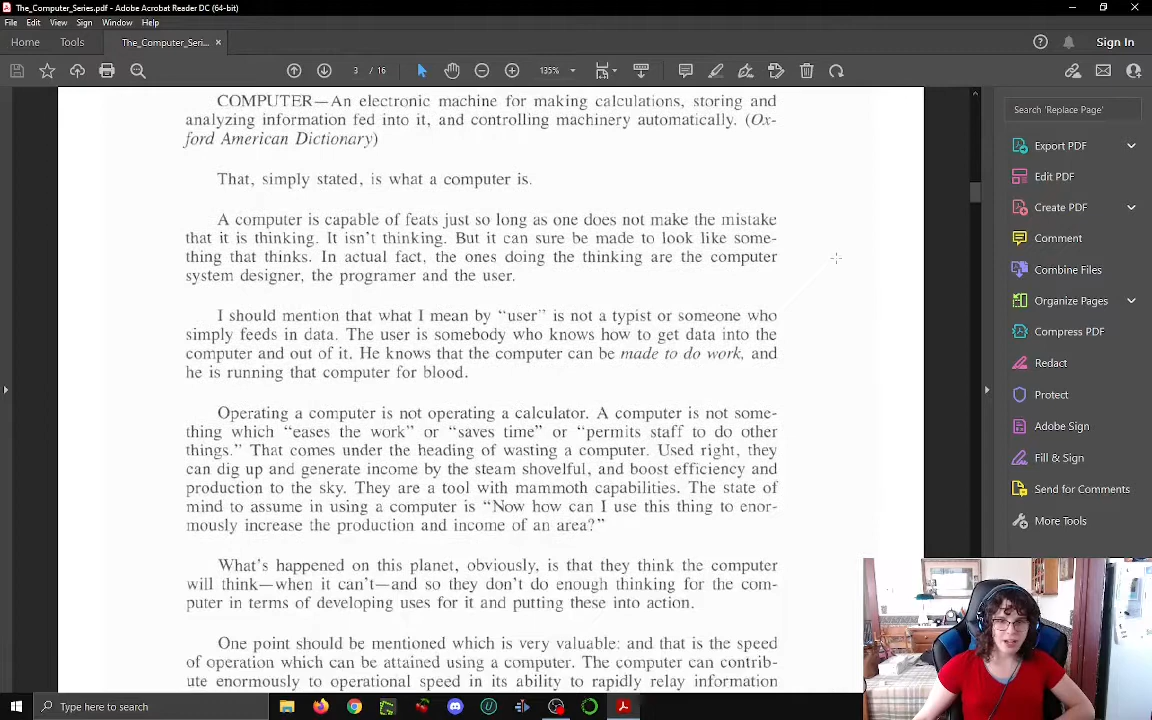 The_Computer_Series.pdf - Adobe Acrobat Reader DC (64-bit)
File Edit View Sign Window Help
Home Tools The_Computer_Seri... × Sign In
3 / 16 135%
COMPUTER—An electronic machine for making calculations, storing and
analyzing information fed into it, and controlling machinery automatically. (Ox-
ford American Dictionary)
That, simply stated, is what a computer is.
A computer is capable of feats just so long as one does not make the mistake
that it is thinking. It isn't thinking. But it can sure be made to look like some-
thing that thinks. In actual fact, the ones doing the thinking are the computer
system designer, the programer and the user.
I should mention that what I mean by "user" is not a typist or someone who
simply feeds in data. The user is somebody who knows how to get data into the
computer and out of it. He knows that the computer can be made to do work, and
he is running that computer for blood.
Operating a computer is not operating a calculator. A computer is not some-
thing which "eases the work" or "saves time" or "permits staff to do other
things." That comes under the heading of wasting a computer. Used right, they
can dig up and generate income by the steam shovelful, and boost efficiency and
production to the sky. They are a tool with mammoth capabilities. The state of
mind to assume in using a computer is "Now how can I use this thing to enor-
mously increase the production and income of an area?"
What's happened on this planet, obviously, is that they think the computer
will think—when it can't—and so they don't do enough thinking for the com-
puter in terms of developing uses for it and putting these into action.
One point should be mentioned which is very valuable: and that is the speed
of operation which can be attained using a computer. The computer can contrib-
ute enormously to operational speed in its ability to rapidly relay information
Search 'Replace Page'
Export PDF
Edit PDF
Create PDF
Comment
Combine Files
Organize Pages
Compress PDF
Redact
Protect
Adobe Sign
Fill & Sign
Send for Comments
More Tools
Type here to search